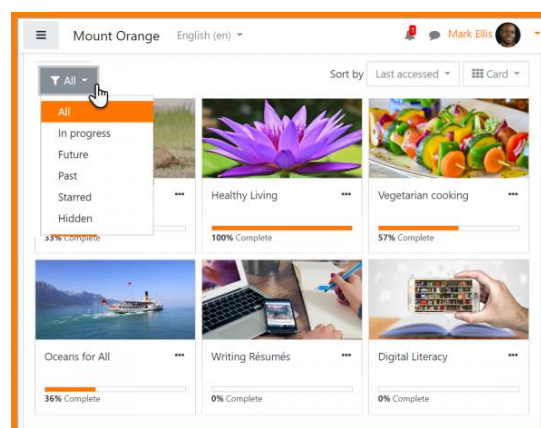 Mount Orange English (en)
1
Mark Ellis
All
Sort by Last accessed Card
All
In progress
Future
Past
Starred
Hidden
Healthy Living
Vegetarian cooking
33% Complete
100% Complete
57% Complete
Oceans for All
Writing Résumés
Digital Literacy
36% Complete
0% Complete
0% Complete